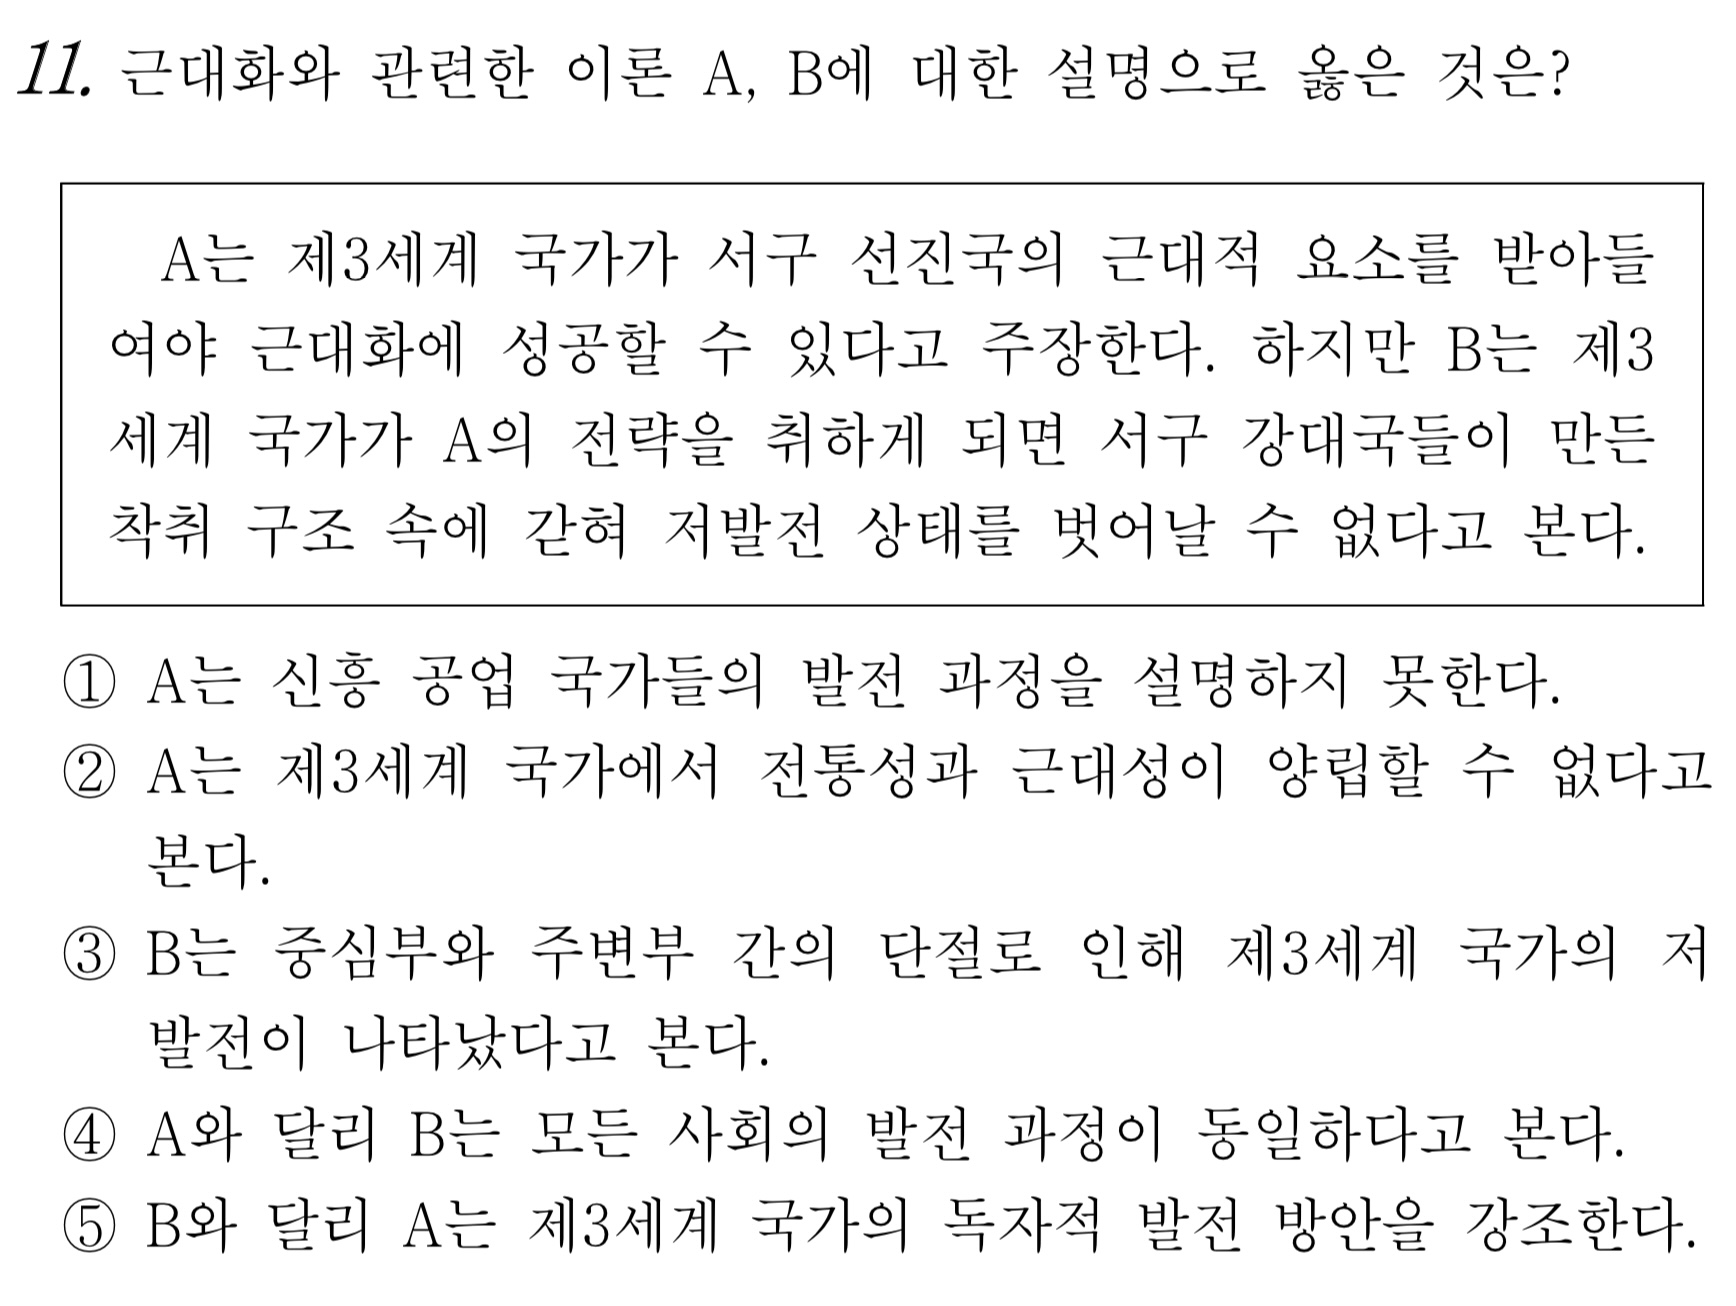 11. 근대화와 관련한 이론 A, B에 대한 설명으로 옳은 것은?
A는 제3세계 국가가 서구 선진국의 근대적 요소를 받아들
여야 근대화에 성공할 수 있다고 주장한다. 하지만 B는 제3
세계 국가가 A의 전략을 취하게 되면 서구 강대국들이 만든
착취 구조 속에 갇혀 저발전 상태를 벗어날 수 없다고 본다.
① A는 신흥 공업 국가들의 발전 과정을 설명하지 못한다.
② A는 제3세계 국가에서 전통성과 근대성이 양립할 수 없다고
본다.
③ B는 중심부와 주변부 간의 단절로 인해 제3세계 국가의 저
발전이 나타났다고 본다.
④ A와 달리 B는 모든 사회의 발전 과정이 동일하다고 본다.
⑤ B와 달리 A는 제3세계 국가의 독자적 발전 방안을 강조한다.